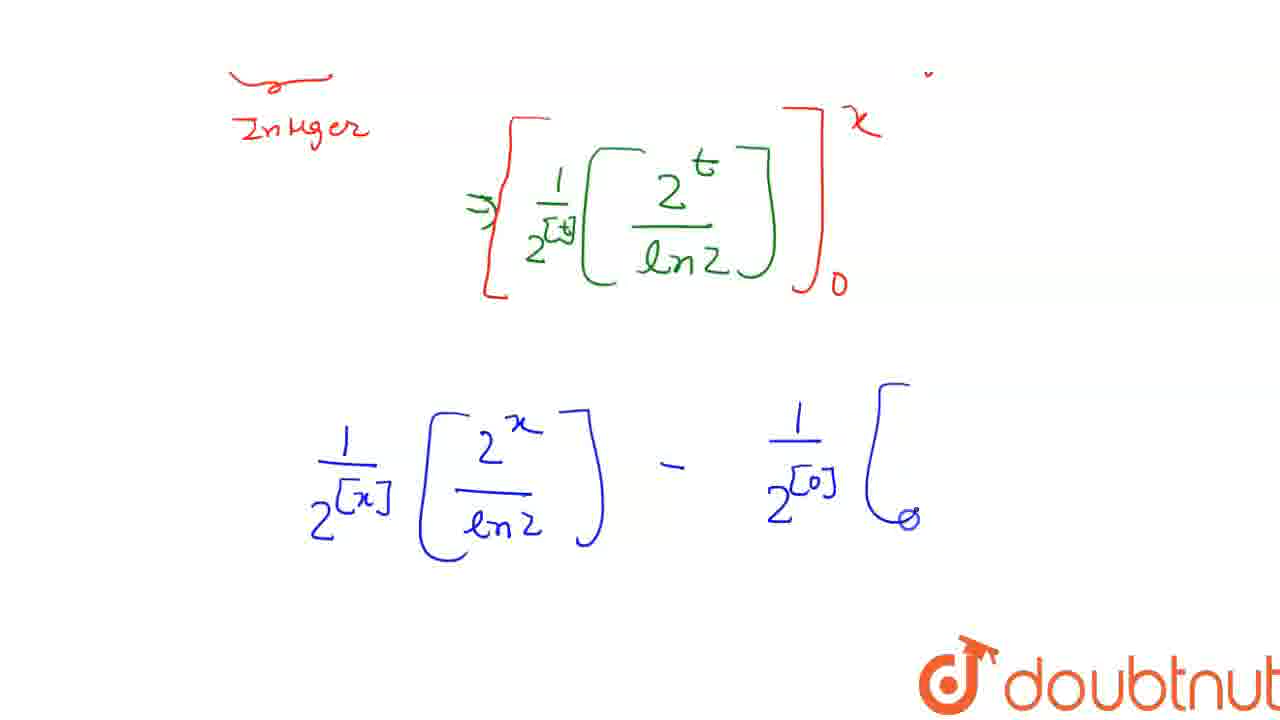 Integer
⇒ [ 1/2^[t] ( 2^t / ln2 ) ]_0^x
1/2^[x] ( 2^x / ln2 ) - 1/2^[0] (
doubtnut